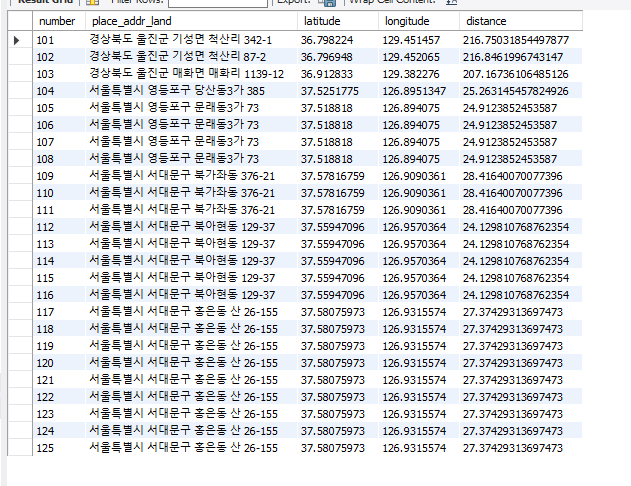 Result Grid Filter Rows: Export: Wrap Cell Content:
number place_addr_land latitude longitude distance
101 경상북도 울진군 기성면 척산리 342-1 36.798224 129.451457 216.75031854497877
102 경상북도 울진군 기성면 척산리 87-2 36.796948 129.452065 216.8461996743147
103 경상북도 울진군 매화면 매화리 1139-12 36.912833 129.382276 207.16736106485126
104 서울특별시 영등포구 당산동3가 385 37.5251775 126.8951347 25.263145457824926
105 서울특별시 영등포구 문래동3가 73 37.518818 126.894075 24.9123852453587
106 서울특별시 영등포구 문래동3가 73 37.518818 126.894075 24.9123852453587
107 서울특별시 영등포구 문래동3가 73 37.518818 126.894075 24.9123852453587
108 서울특별시 영등포구 문래동3가 73 37.518818 126.894075 24.9123852453587
109 서울특별시 서대문구 북가좌동 376-21 37.57816759 126.9090361 28.41640070077396
110 서울특별시 서대문구 북가좌동 376-21 37.57816759 126.9090361 28.41640070077396
111 서울특별시 서대문구 북가좌동 376-21 37.57816759 126.9090361 28.41640070077396
112 서울특별시 서대문구 북아현동 129-37 37.55947096 126.9570364 24.129810768762354
113 서울특별시 서대문구 북아현동 129-37 37.55947096 126.9570364 24.129810768762354
114 서울특별시 서대문구 북아현동 129-37 37.55947096 126.9570364 24.129810768762354
115 서울특별시 서대문구 북아현동 129-37 37.55947096 126.9570364 24.129810768762354
116 서울특별시 서대문구 북아현동 129-37 37.55947096 126.9570364 24.129810768762354
117 서울특별시 서대문구 홍은동 산 26-155 37.58075973 126.9315574 27.37429313697473
118 서울특별시 서대문구 홍은동 산 26-155 37.58075973 126.9315574 27.37429313697473
119 서울특별시 서대문구 홍은동 산 26-155 37.58075973 126.9315574 27.37429313697473
120 서울특별시 서대문구 홍은동 산 26-155 37.58075973 126.9315574 27.37429313697473
121 서울특별시 서대문구 홍은동 산 26-155 37.58075973 126.9315574 27.37429313697473
122 서울특별시 서대문구 홍은동 산 26-155 37.58075973 126.9315574 27.37429313697473
123 서울특별시 서대문구 홍은동 산 26-155 37.58075973 126.9315574 27.37429313697473
124 서울특별시 서대문구 홍은동 산 26-155 37.58075973 126.9315574 27.37429313697473
125 서울특별시 서대문구 홍은동 산 26-155 37.58075973 126.9315574 27.37429313697473